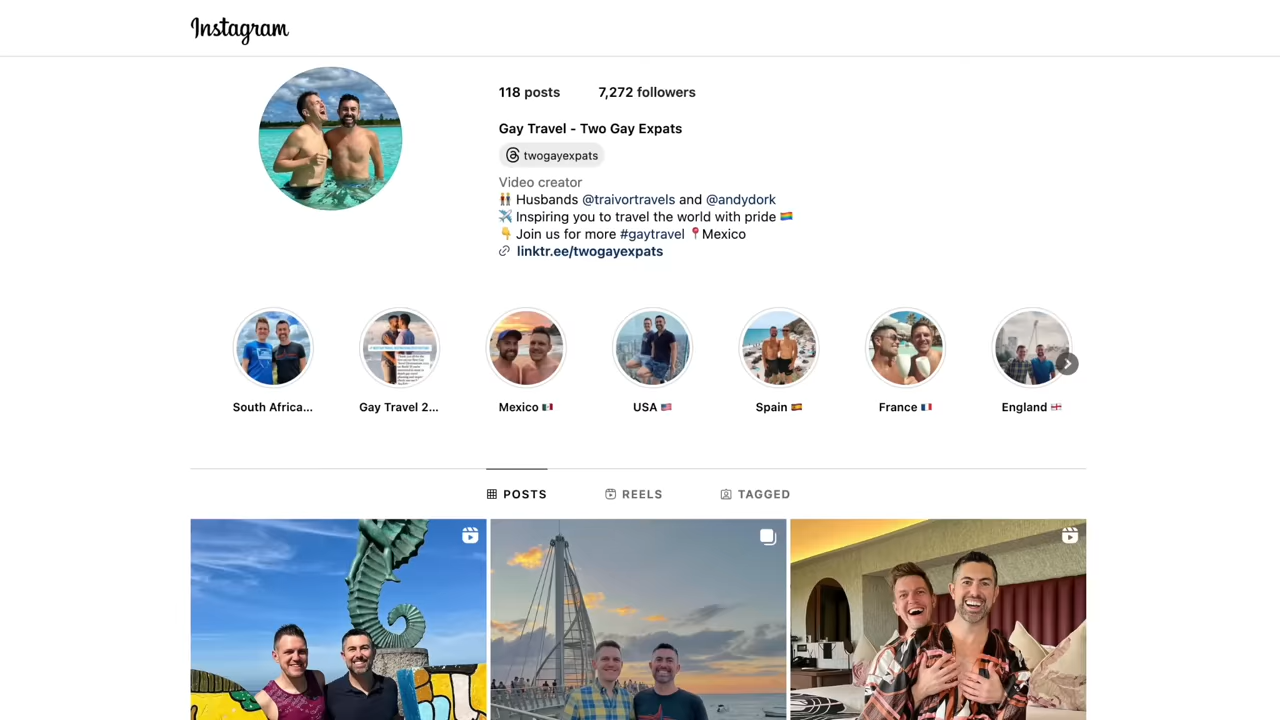 Instagram
118 posts 7,272 followers
Gay Travel - Two Gay Expats
twogayexpats
Video creator
👬 Husbands @traivortravels and @andydork
✈️ Inspiring you to travel the world with pride 🏳️‍🌈
👇 Join us for more #gaytravel 📍Mexico
linktr.ee/twogayexpats
South Africa... Gay Travel 2... Mexico 🇲🇽 USA 🇺🇸 Spain 🇪🇸 France 🇫🇷 England 🏴󠁧󠁢󠁥󠁮󠁧󠁿
POSTS REELS TAGGED